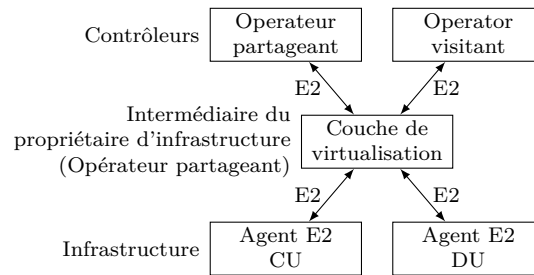 Contrôleurs
Operateur
partageant
Operator
visitant
E2
E2
Intermédiaire du
propriétaire d'infrastructure
(Opérateur partageant)
Couche de
virtualisation
E2
E2
Infrastructure
Agent E2
CU
Agent E2
DU